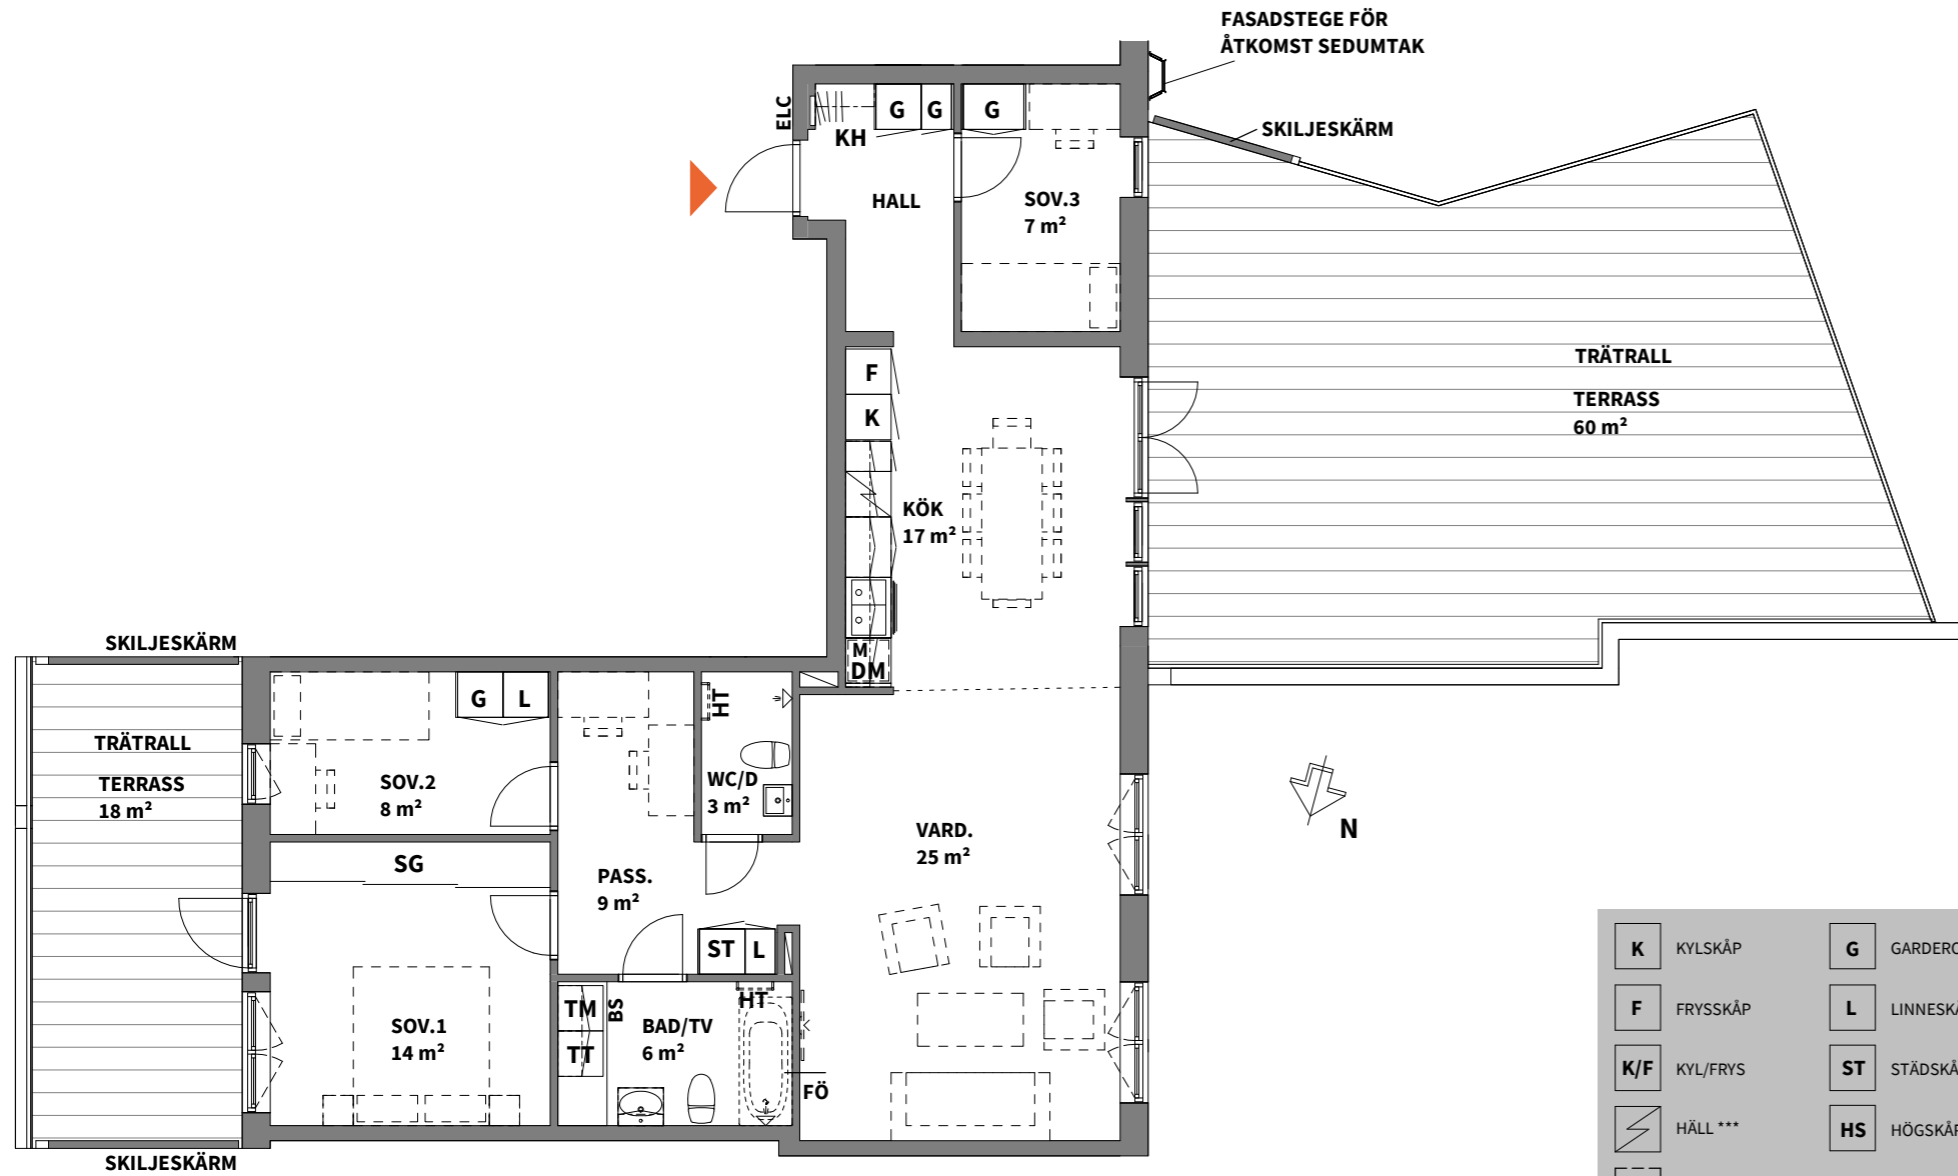 FASADSTEGE FÖR
ÅTKOMST SEDUMTAK
SKILJESKÄRM
ELC
KH
G
G
G
HALL
SOV.3
7 m²
TRÄTRALL
TERRASS
60 m²
F
K
KÖK
17 m²
M
DM
SKILJESKÄRM
TRÄTRALL
TERRASS
18 m²
G
L
SOV.2
8 m²
HT
WC/D
3 m²
VARD.
25 m²
N
SG
PASS.
9 m²
ST
L
SOV.1
14 m²
TM
TT
BS
BAD/TV
6 m²
HT
FÖ
SKILJESKÄRM
K KYLSKÅP
F FRYSSKÅP
K/F KYL/FRYS
HÄLL ***
G
L
ST
HS